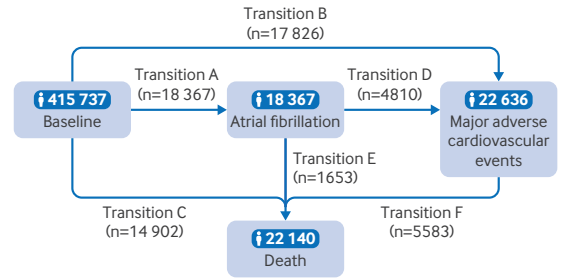 Transition B
(n=17 826)
Transition A
(n=18 367)
Transition D
(n=4810)
415 737
Baseline
18 367
Atrial fibrillation
22 636
Major adverse
cardiovascular
events
Transition E
(n=1653)
Transition C
(n=14 902)
Transition F
(n=5583)
22 140
Death